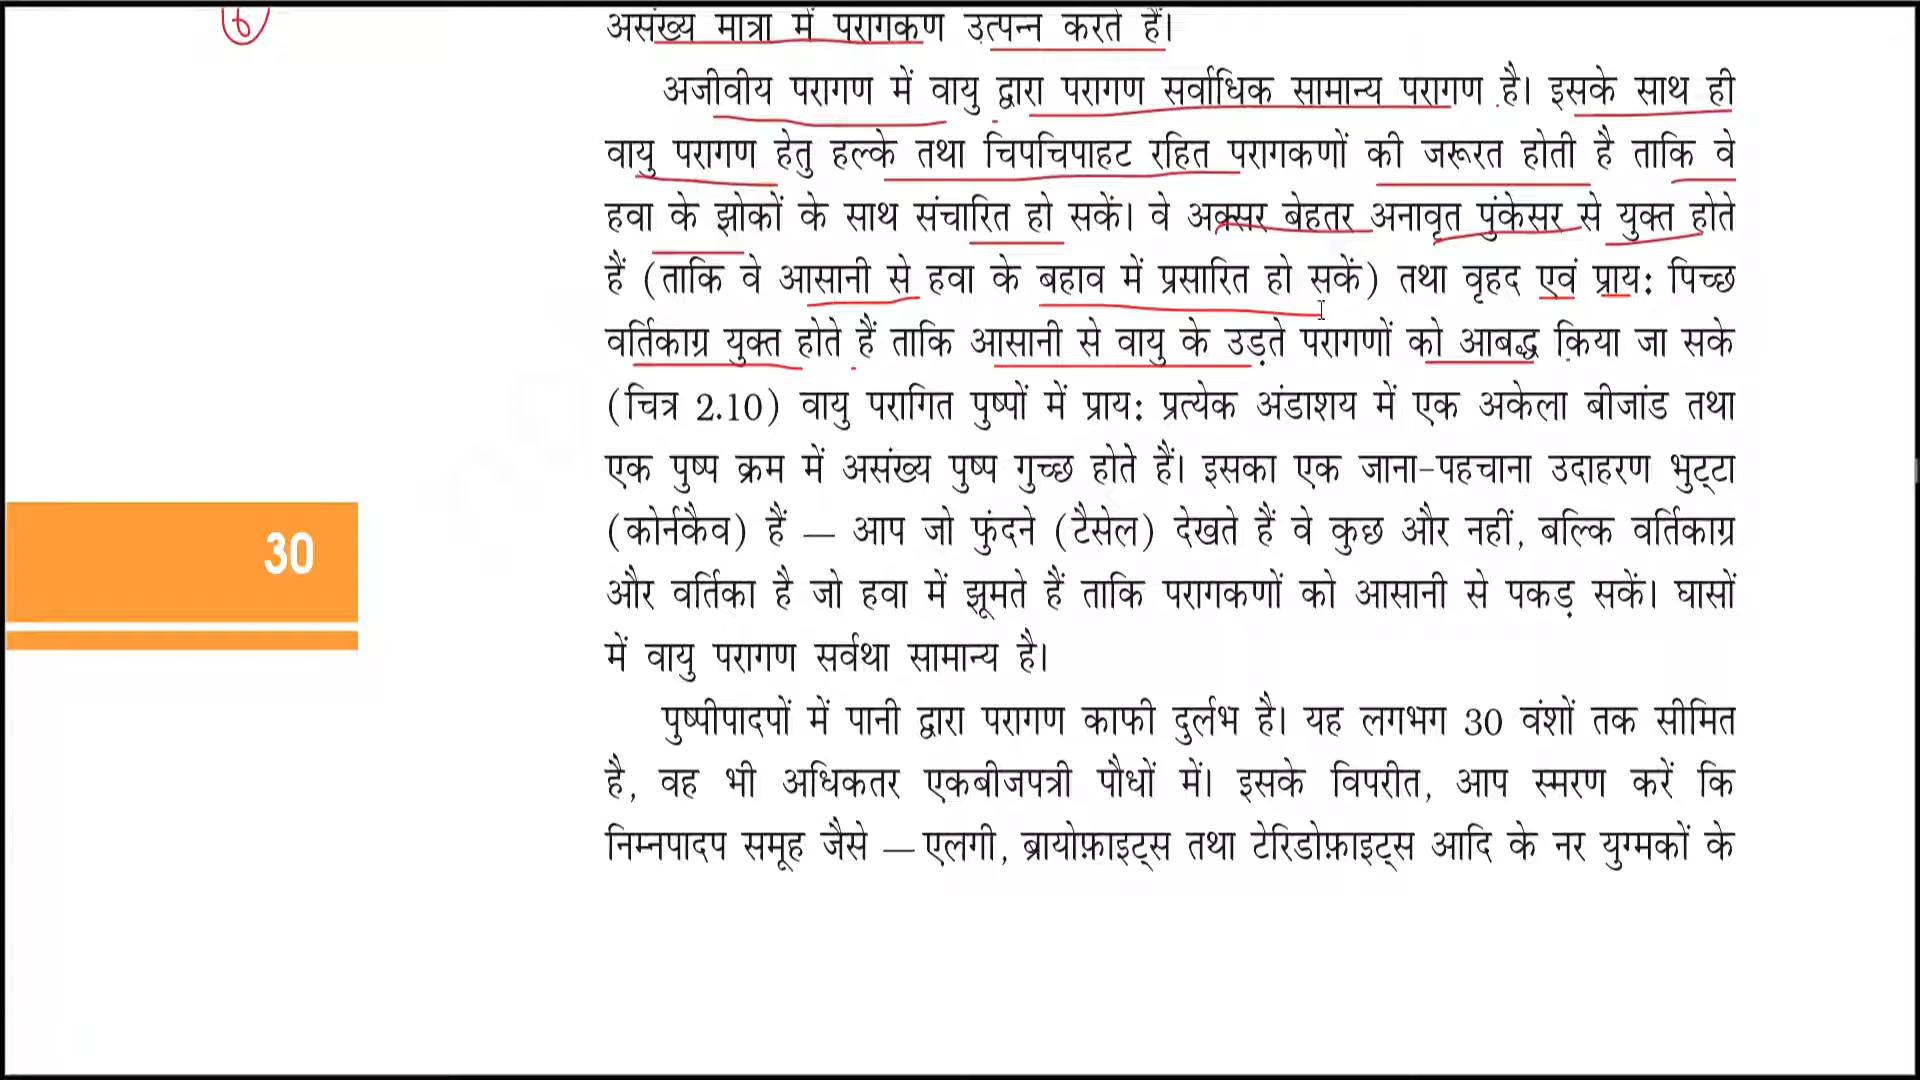 6
असंख्य मात्रा में परागकण उत्पन्न करते हैं।
अजीवीय परागण में वायु द्वारा परागण सर्वाधिक सामान्य परागण है। इसके साथ ही
वायु परागण हेतु हल्के तथा चिपचिपाहट रहित परागकणों की जरूरत होती है ताकि वे
हवा के झोकों के साथ संचारित हो सकें। वे अक्सर बेहतर अनावृत पुंकेसर से युक्त होते
हैं (ताकि वे आसानी से हवा के बहाव में प्रसारित हो सकें) तथा वृहद एवं प्रायः पिच्छ
वर्तिकाग्र युक्त होते हैं ताकि आसानी से वायु के उड़ते परागणों को आबद्ध किया जा सके
(चित्र 2.10) वायु परागित पुष्पों में प्रायः प्रत्येक अंडाशय में एक अकेला बीजांड तथा
एक पुष्प क्रम में असंख्य पुष्प गुच्छ होते हैं। इसका एक जाना-पहचाना उदाहरण भुट्टा
(कोर्नकैव) हैं — आप जो फुंदने (टैसेल) देखते हैं वे कुछ और नहीं, बल्कि वर्तिकाग्र
और वर्तिका है जो हवा में झूमते हैं ताकि परागकणों को आसानी से पकड़ सकें। घासों
में वायु परागण सर्वथा सामान्य है।
30
पुष्पीपादपों में पानी द्वारा परागण काफी दुर्लभ है। यह लगभग 30 वंशों तक सीमित
है, वह भी अधिकतर एकबीजपत्री पौधों में। इसके विपरीत, आप स्मरण करें कि
निम्नपादप समूह जैसे — एलगी, ब्रायोफ़ाइट्स तथा टेरिडोफ़ाइट्स आदि के नर युग्मकों के